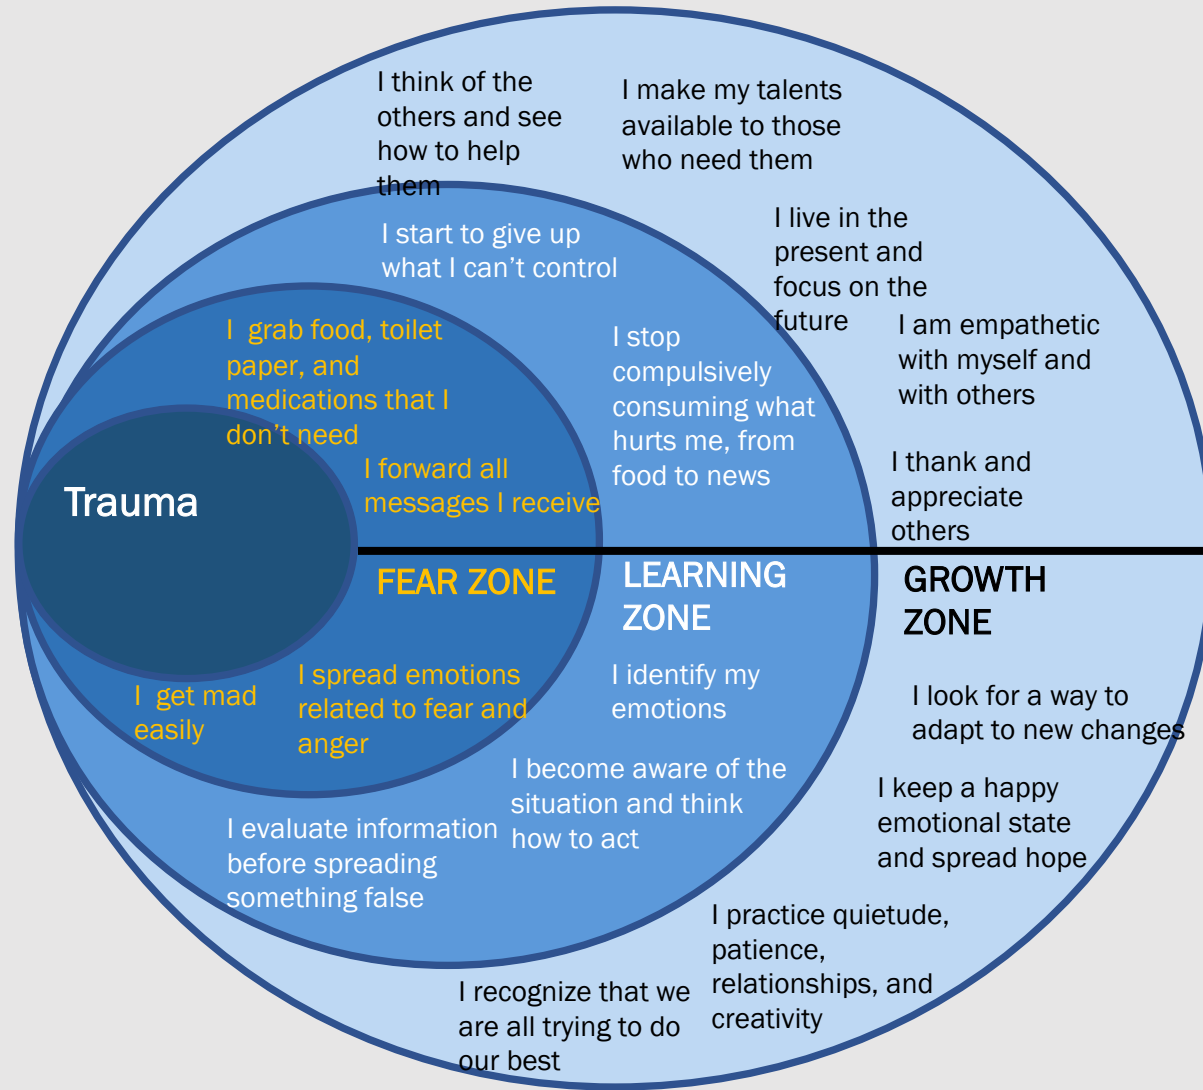 I think of the
others and see
how to help
them
I make my talents
available to those
who need them
I live in the
present and
focus on the
future
I am empathetic
with myself and
with others
I thank and
appreciate
others
I start to give up
what I can't control
I stop
compulsively
consuming what
hurts me, from
food to news
I  grab food, toilet
paper, and
medications that I
don't need
I forward all
messages I receive
Trauma
FEAR ZONE
LEARNING
ZONE
GROWTH
ZONE
I  get mad
easily
I spread emotions
related to fear and
anger
I identify my
emotions
I look for a way to
adapt to new changes
I become aware of the
situation and think
how to act
I keep a happy
emotional state
and spread hope
I evaluate information
before spreading
something false
I practice quietude,
patience,
relationships, and
creativity
I recognize that we
are all trying to do
our best